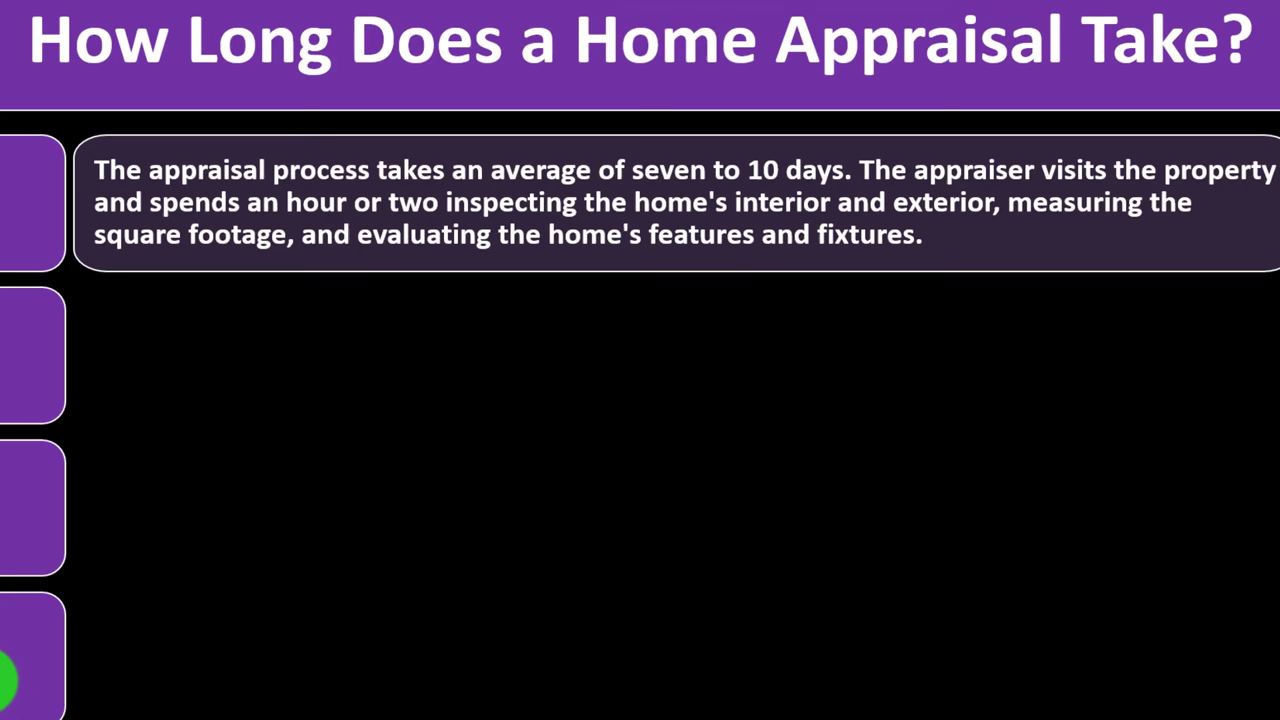 How Long Does a Home Appraisal Take?
The appraisal process takes an average of seven to 10 days. The appraiser visits the property
and spends an hour or two inspecting the home's interior and exterior, measuring the
square footage, and evaluating the home's features and fixtures.